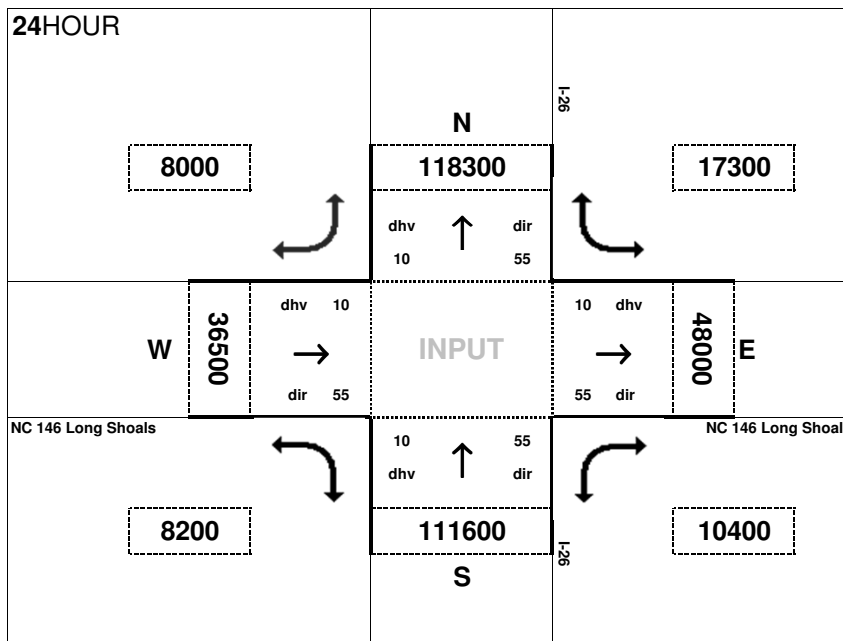 24HOUR
I-26
N
8000
118300
17300
dhv dir
10 55
dhv 10
10 dhv
W
36500
INPUT
48000
E
dir 55
55 dir
NC 146 Long Shoals
NC 146 Long Shoal
10 55
dhv dir
8200
111600
10400
I-26
S